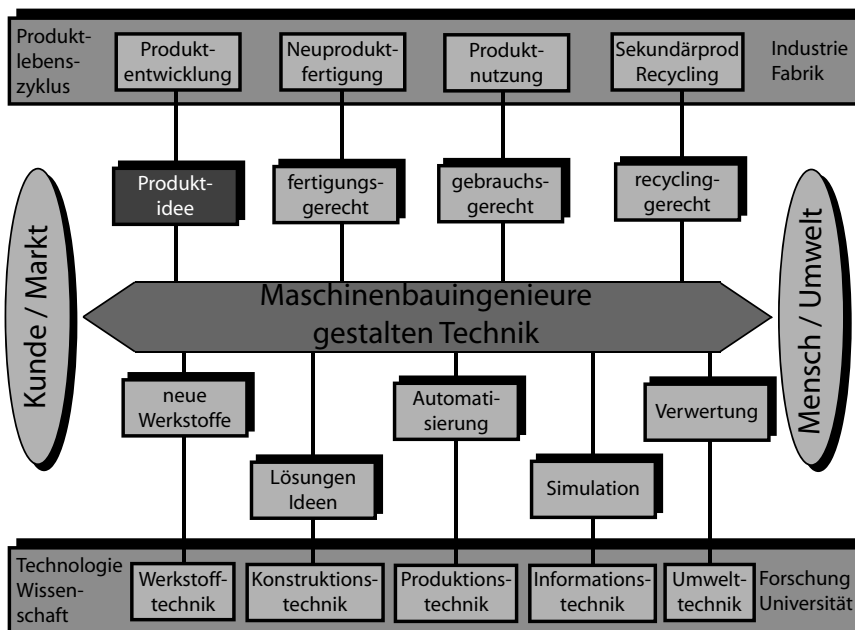 Produkt-
lebens-
zyklus
Produkt-
entwicklung
Neuprodukt-
fertigung
Produkt-
nutzung
Sekundärprod
Recycling
Industrie
Fabrik
Produkt-
idee
fertigungs-
gerecht
gebrauchs-
gerecht
recycling-
gerecht
Kunde / Markt
Maschinenbauingenieure
gestalten Technik
Mensch / Umwelt
neue
Werkstoffe
Automati-
sierung
Verwertung
Lösungen
Ideen
Simulation
Technologie
Wissen-
schaft
Werkstoff-
technik
Konstruktions-
technik
Produktions-
technik
Informations-
technik
Umwelt-
technik
Forschung
Universität